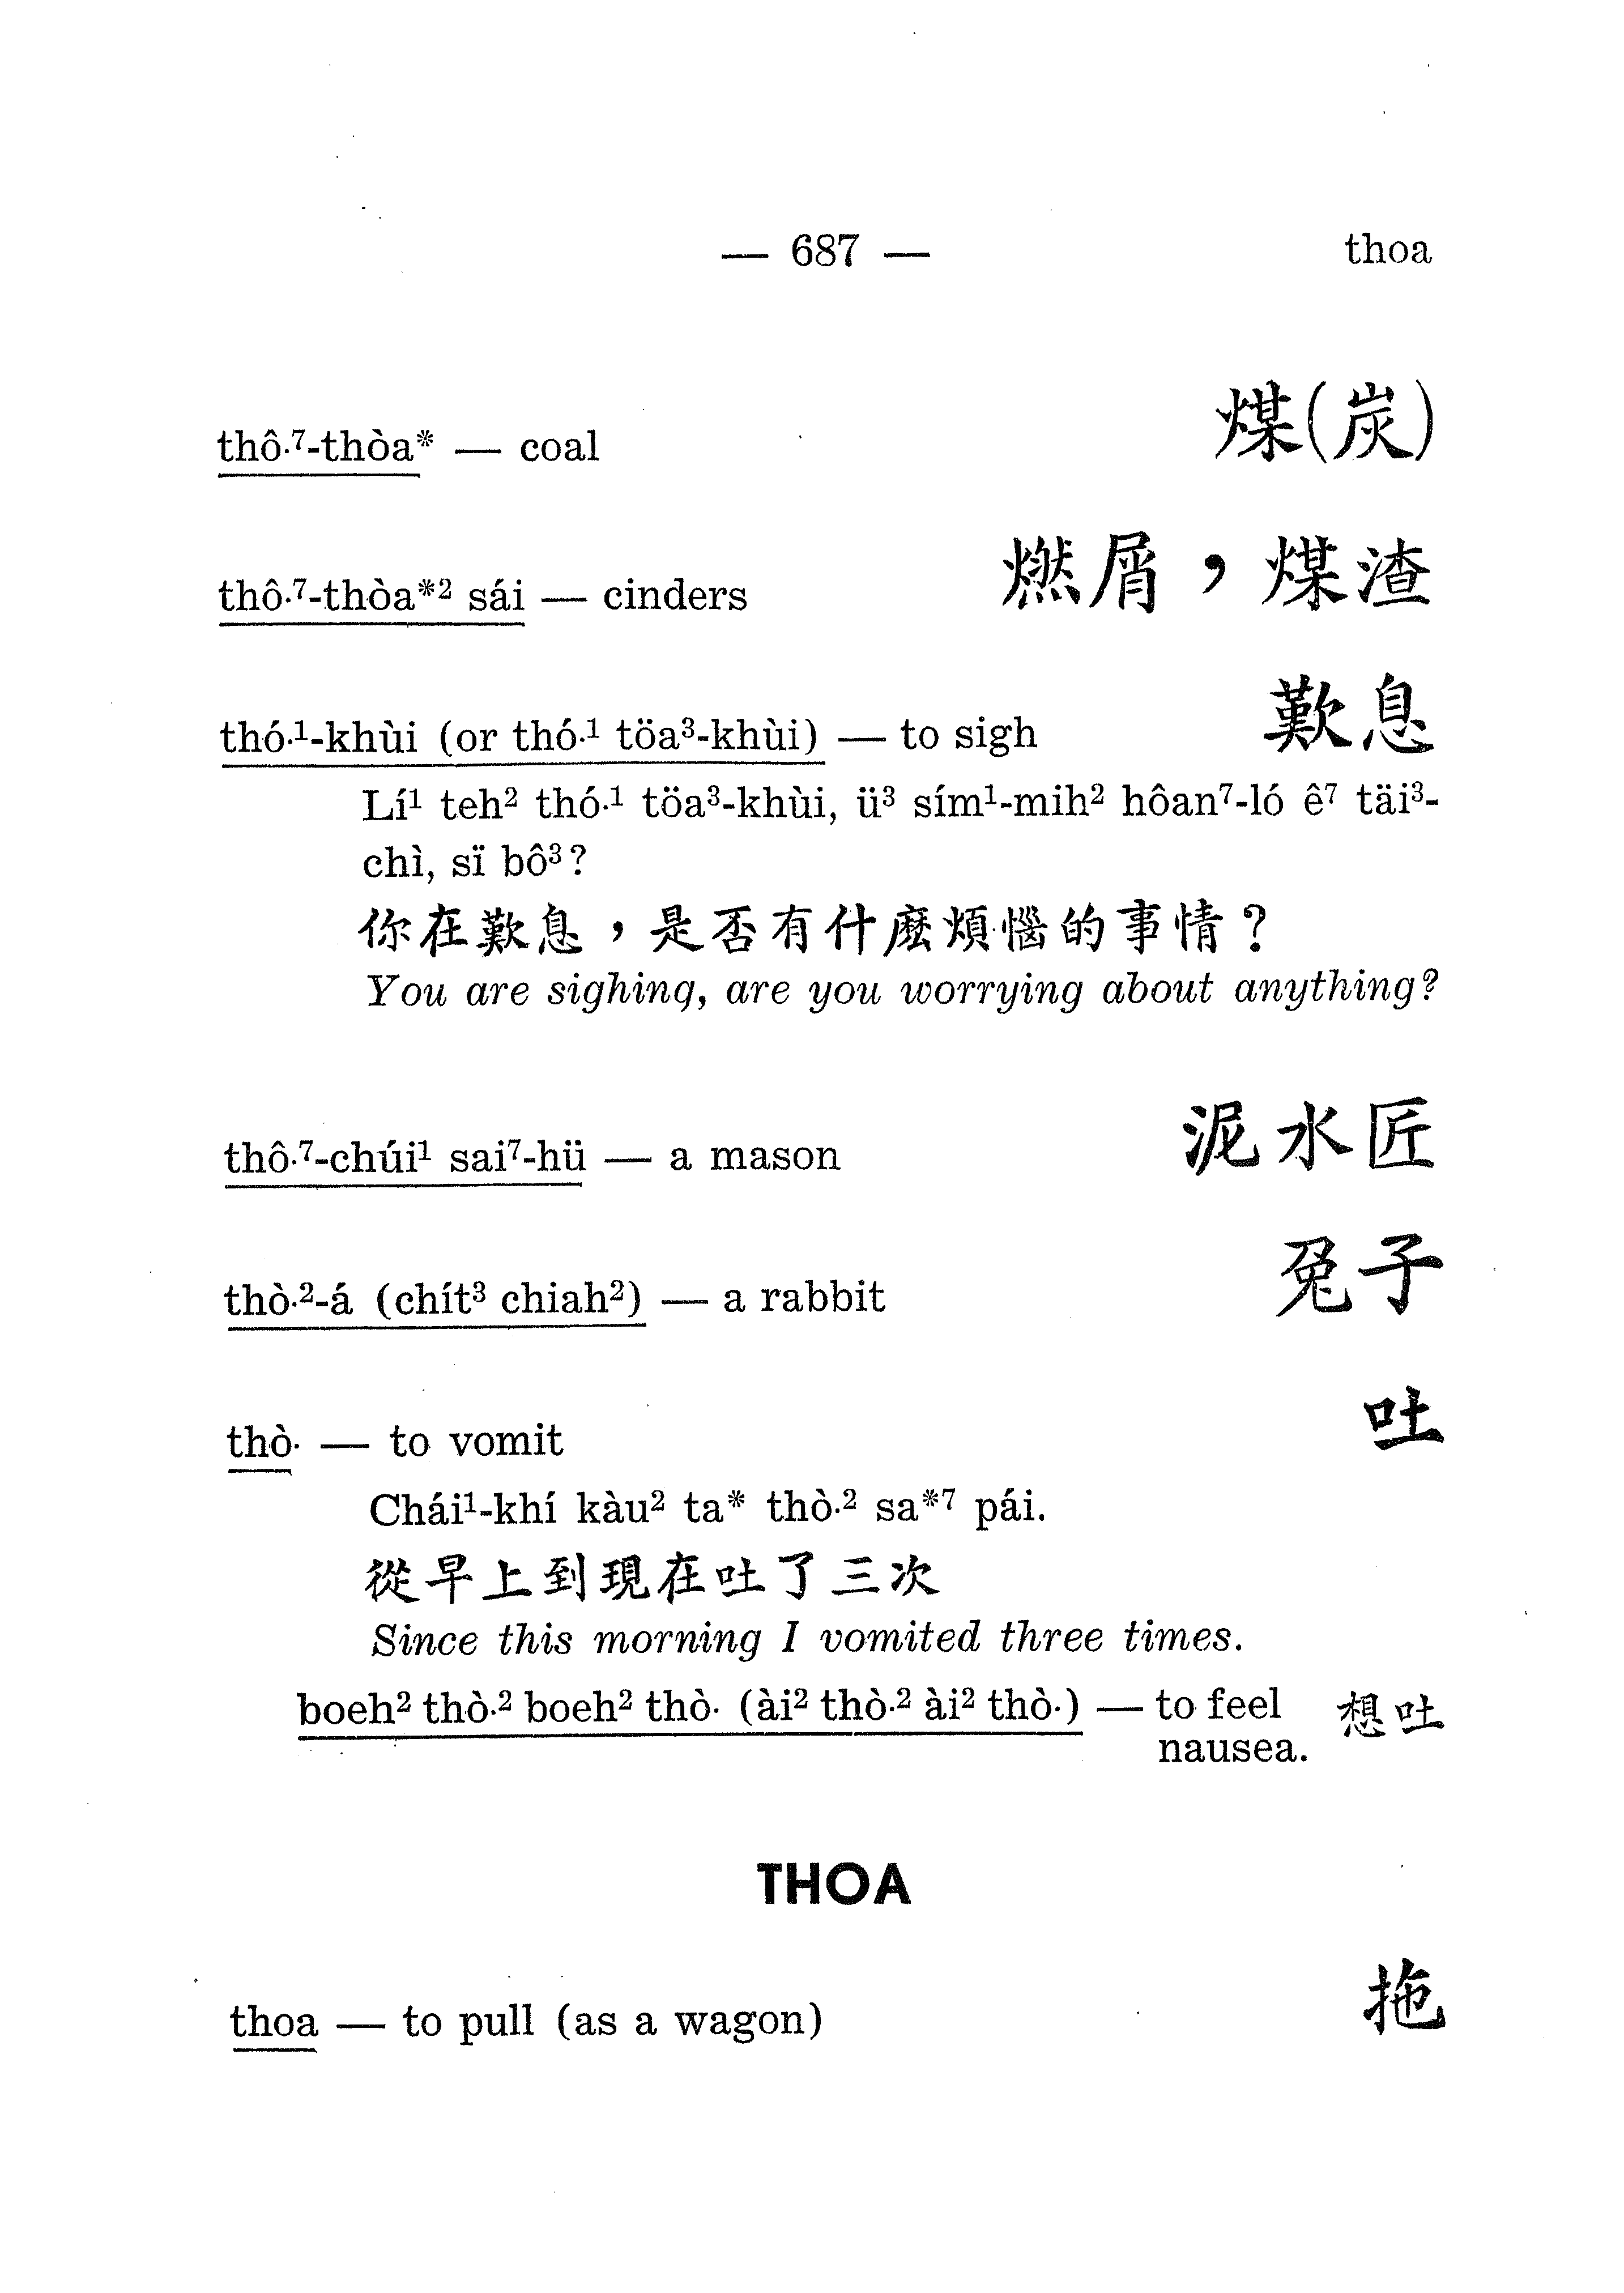 — 687 — thoa
thô·⁷-thòa* — coal 煤(炭)
thô·⁷-thòa*² sái — cinders 燃屑，煤渣
thó·¹-khùi (or thó·¹ töa³-khùi) — to sigh 歎息
Lí¹ teh² thó·¹ töa³-khùi, ü³ sím¹-mih² hôan⁷-ló ê⁷ täi³-
chì, sï bô³?
你在歎息，是否有什麼煩惱的事情？
You are sighing, are you worrying about anything?
thô·⁷-chúi¹ sai⁷-hü — a mason 泥水匠
thò·²-á (chít³ chiah²) — a rabbit 兔子
thò· — to vomit 吐
Chái¹-khí kàu² ta* thò·² sa*⁷ pái.
從早上到現在吐了三次
Since this morning I vomited three times.
boeh² thò·² boeh² thò· (ài² thò·² ài² thò·) — to feel 想吐
nausea.
THOA
thoa — to pull (as a wagon) 拖